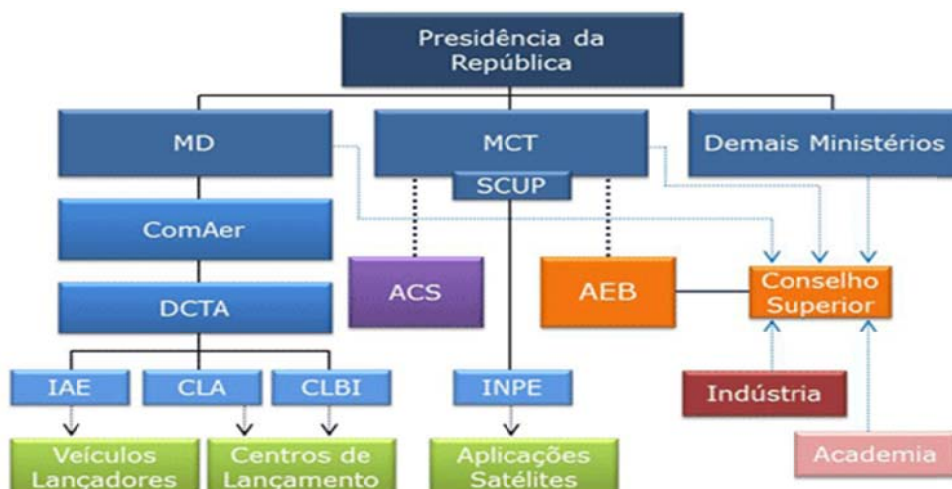 Presidência da
República
MD
MCT
Demais Ministérios
SCUP
ComAer
ACS
AEB
Conselho
Superior
DCTA
IAE
CLA
CLBI
INPE
Indústria
Veículos
Lançadores
Centros de
Lançamento
Aplicações
Satélites
Academia